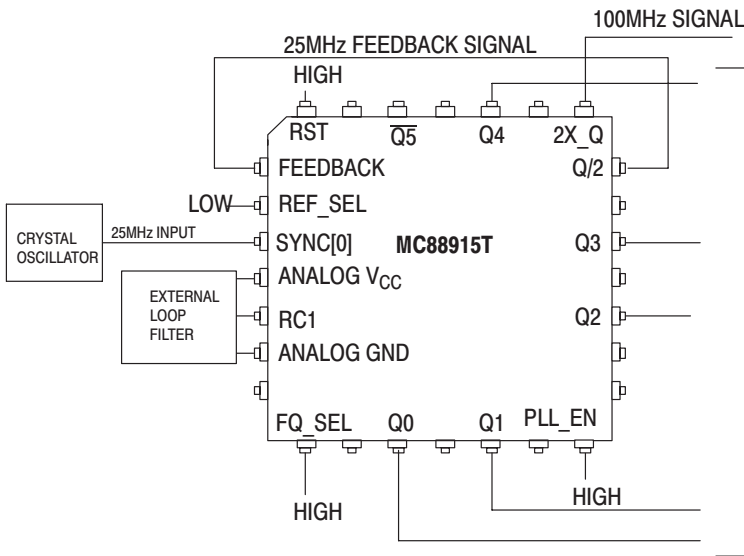 100MHz SIGNAL
25MHz FEEDBACK SIGNAL
HIGH
RST
Q5
Q4
2X_Q
FEEDBACK
Q/2
LOW
REF_SEL
CRYSTAL
OSCILLATOR
25MHz INPUT
SYNC[0]
MC88915T
Q3
ANALOG VCC
EXTERNAL
LOOP
FILTER
RC1
Q2
ANALOG GND
FQ_SEL
Q0
Q1
PLL_EN
HIGH
HIGH